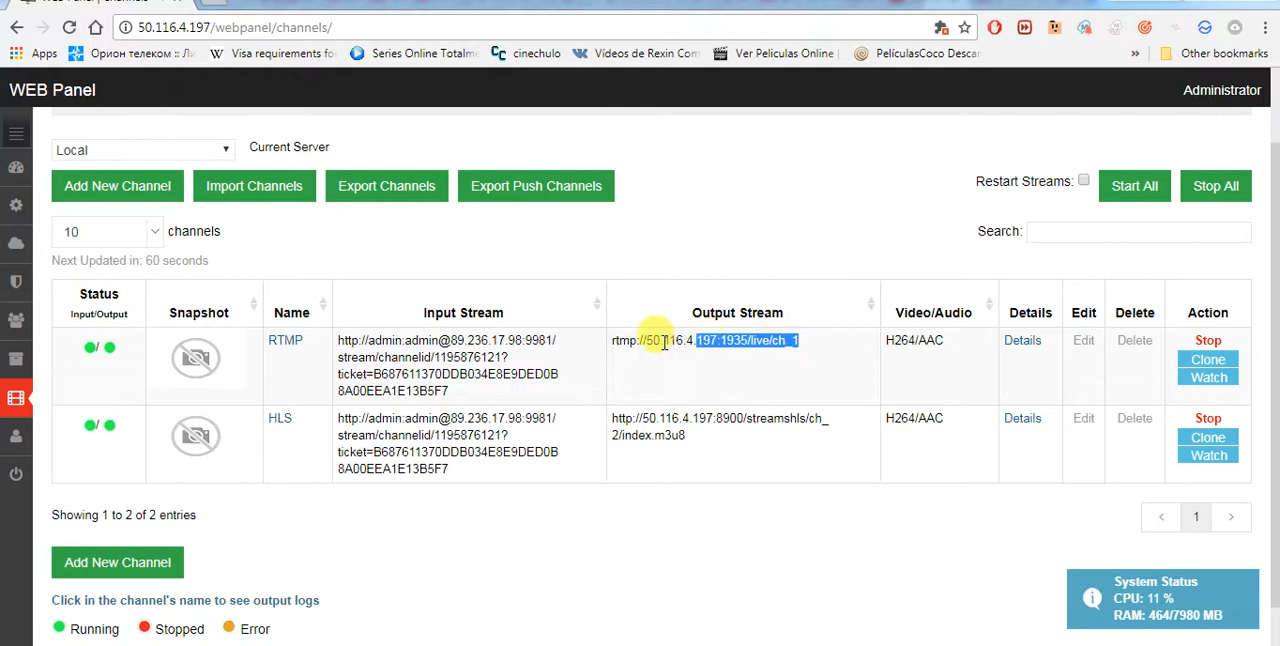 50.116.4.197/webpanel/channels/
Apps Орион телеком :: Ли Visa requirements fo Series Online Totalme cinechulo Vídeos de Rexin Com Ver Películas Online PelículasCoco Descar » Other bookmarks
WEB Panel Administrator
Local Current Server
Add New Channel Import Channels Export Channels Export Push Channels Restart Streams: Start All Stop All
10 channels Search:
Next Updated in: 60 seconds
Status Input/Output Snapshot Name Input Stream Output Stream Video/Audio Details Edit Delete Action
RTMP http://admin:admin@89.236.17.98:9981/ rtmp://50.116.4.197:1935/live/ch_1 H264/AAC Details Edit Delete Stop
stream/channelid/1195876121? Clone
ticket=B687611370DDB034E8E9DED0B Watch
8A00EEA1E13B5F7
HLS http://admin:admin@89.236.17.98:9981/ http://50.116.4.197:8900/streamshls/ch_ H264/AAC Details Edit Delete Stop
stream/channelid/1195876121? 2/index.m3u8 Clone
ticket=B687611370DDB034E8E9DED0B Watch
8A00EEA1E13B5F7
Showing 1 to 2 of 2 entries 1
Add New Channel
System Status
CPU: 11 %
RAM: 464/7980 MB
Click in the channel's name to see output logs
Running Stopped Error